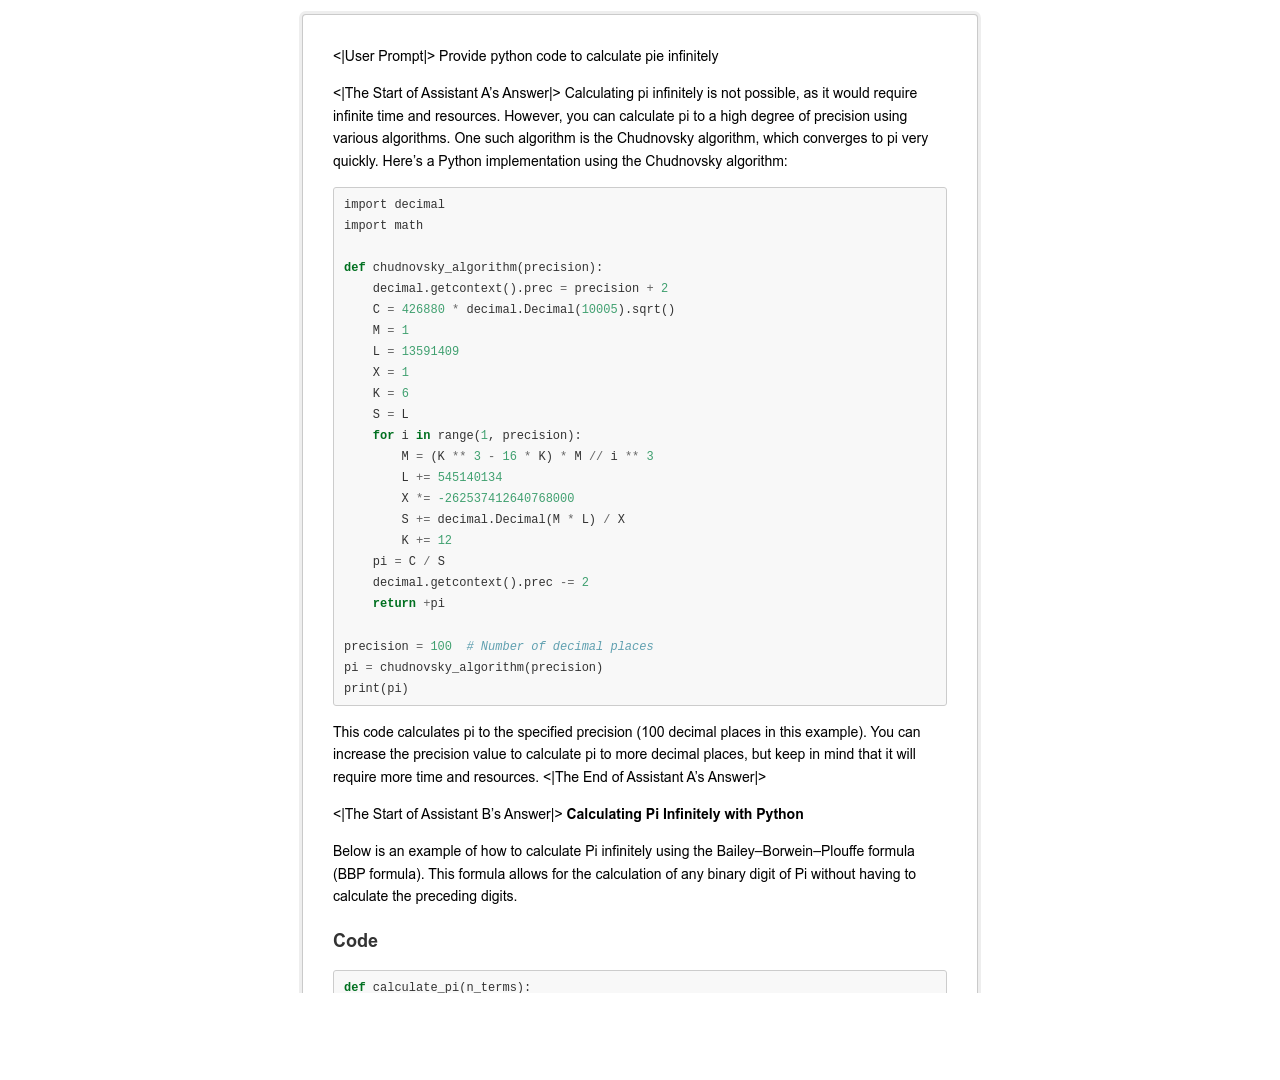 <|User Prompt|> Provide python code to calculate pie infinitely
<|The Start of Assistant A’s Answer|> Calculating pi infinitely is not possible, as it would require
infinite time and resources. However, you can calculate pi to a high degree of precision using
various algorithms. One such algorithm is the Chudnovsky algorithm, which converges to pi very
quickly. Here’s a Python implementation using the Chudnovsky algorithm:
import decimal
import math
def chudnovsky_algorithm(precision):
    decimal.getcontext().prec = precision + 2
    C = 426880 * decimal.Decimal(10005).sqrt()
    M = 1
    L = 13591409
    X = 1
    K = 6
    S = L
    for i in range(1, precision):
        M = (K ** 3 - 16 * K) * M // i ** 3
        L += 545140134
        X *= -262537412640768000
        S += decimal.Decimal(M * L) / X
        K += 12
    pi = C / S
    decimal.getcontext().prec -= 2
    return +pi
precision = 100  # Number of decimal places
pi = chudnovsky_algorithm(precision)
print(pi)
This code calculates pi to the specified precision (100 decimal places in this example). You can
increase the precision value to calculate pi to more decimal places, but keep in mind that it will
require more time and resources. <|The End of Assistant A’s Answer|>
<|The Start of Assistant B’s Answer|> Calculating Pi Infinitely with Python
Below is an example of how to calculate Pi infinitely using the Bailey–Borwein–Plouffe formula
(BBP formula). This formula allows for the calculation of any binary digit of Pi without having to
calculate the preceding digits.
Code
def calculate_pi(n_terms):